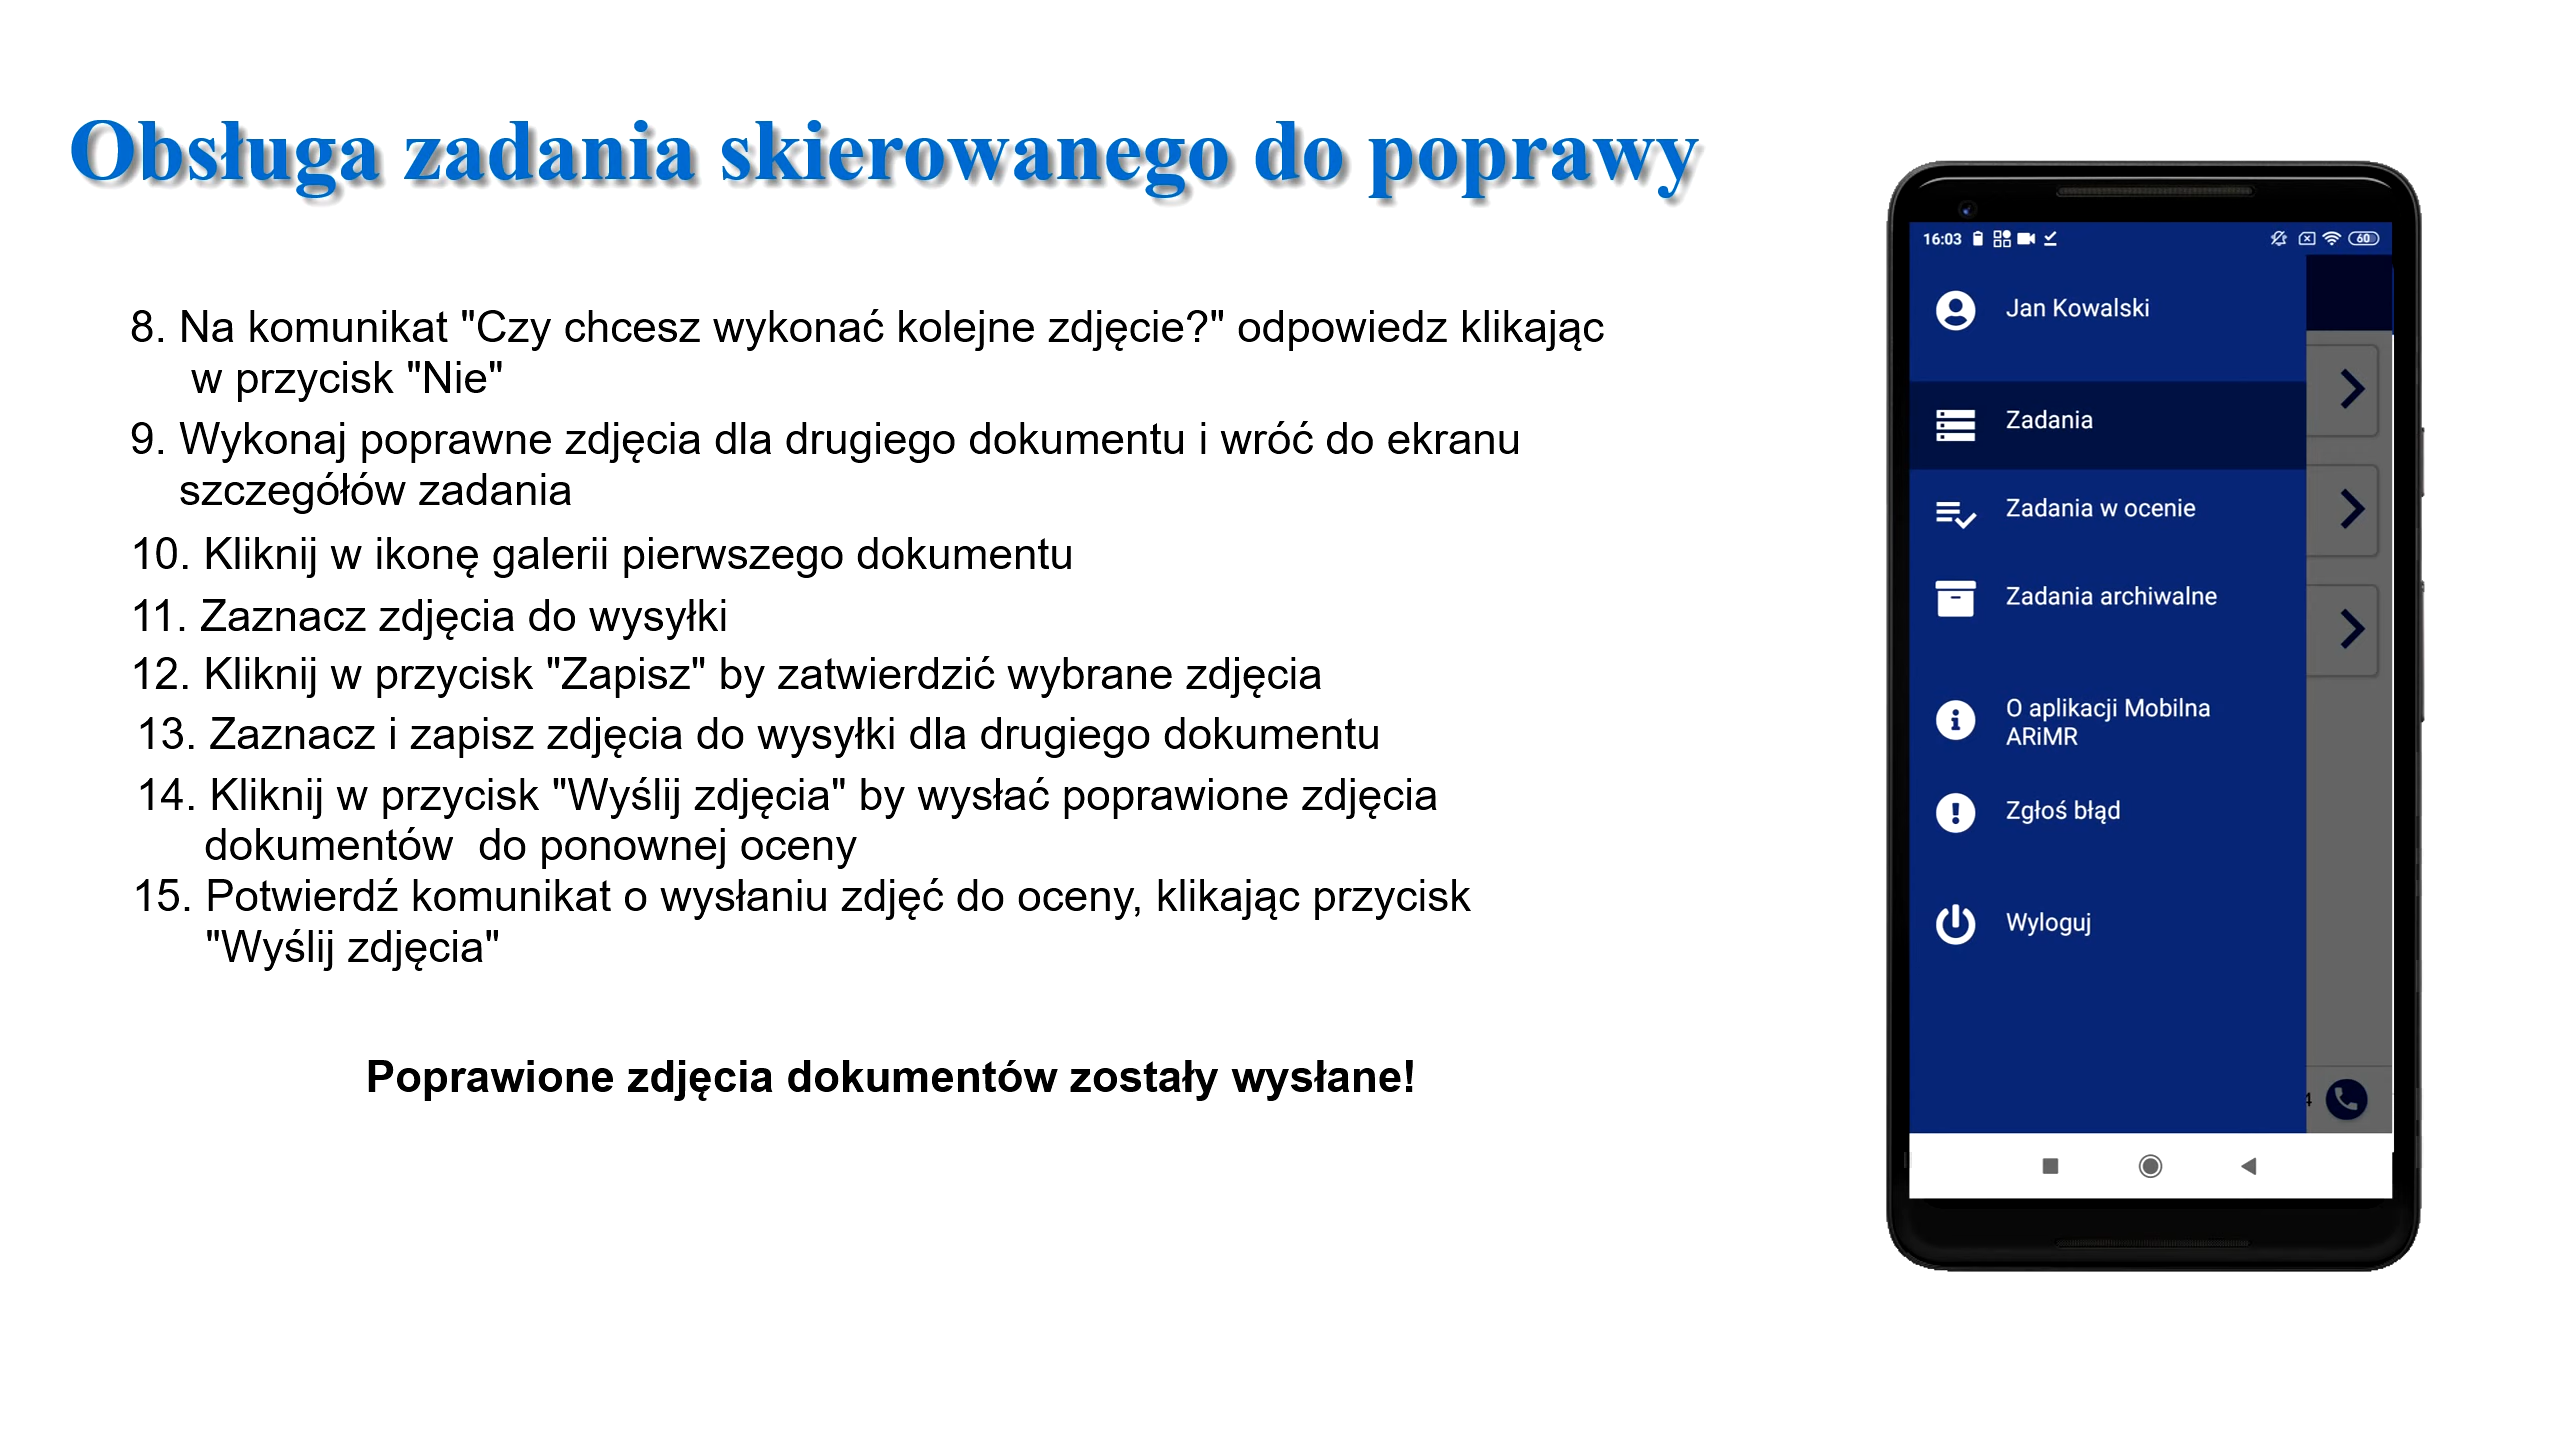 Obsługa zadania skierowanego do poprawy
8. Na komunikat "Czy chcesz wykonać kolejne zdjęcie?" odpowiedz klikając
w przycisk "Nie"
9. Wykonaj poprawne zdjęcia dla drugiego dokumentu i wróć do ekranu
szczegółów zadania
10. Kliknij w ikonę galerii pierwszego dokumentu
11. Zaznacz zdjęcia do wysyłki
12. Kliknij w przycisk "Zapisz" by zatwierdzić wybrane zdjęcia
13. Zaznacz i zapisz zdjęcia do wysyłki dla drugiego dokumentu
14. Kliknij w przycisk "Wyślij zdjęcia" by wysłać poprawione zdjęcia
dokumentów  do ponownej oceny
15. Potwierdź komunikat o wysłaniu zdjęć do oceny, klikając przycisk
"Wyślij zdjęcia"
Poprawione zdjęcia dokumentów zostały wysłane!
16:03
60
Jan Kowalski
Zadania
Zadania w ocenie
Zadania archiwalne
O aplikacji Mobilna
ARiMR
Zgłoś błąd
Wyloguj
4